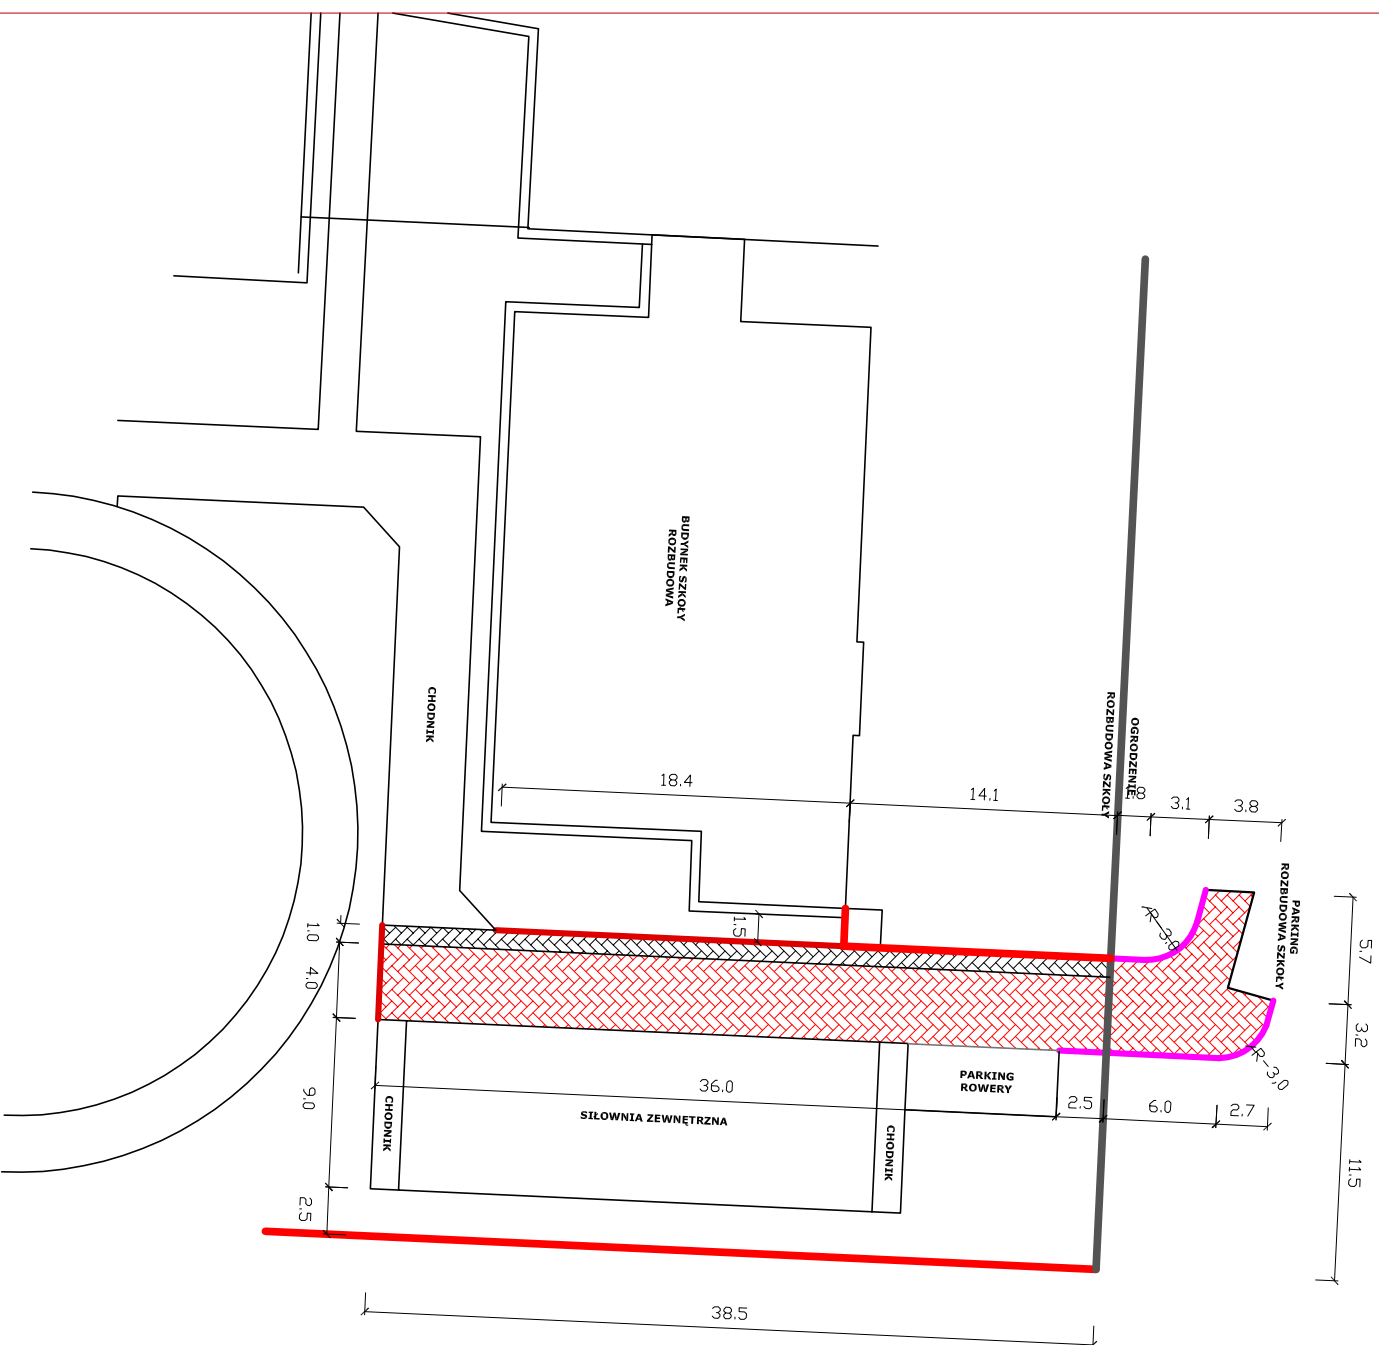 BUDYNEK SZKOŁY
ROZBUDOWA
CHODNIK
OGRODZENIE
ROZBUDOWA SZKOŁY
18.4
14.1
1.8
3.1
3.8
PARKING
ROZBUDOWA SZKOŁY
R-3.0
5.7
1.5
1.0
4.0
3.2
R-3,0
PARKING
ROWERY
36.0
2.5
6.0
2.7
9.0
CHODNIK
SIŁOWNIA ZEWNĘTRZNA
CHODNIK
11.5
2.5
38.5